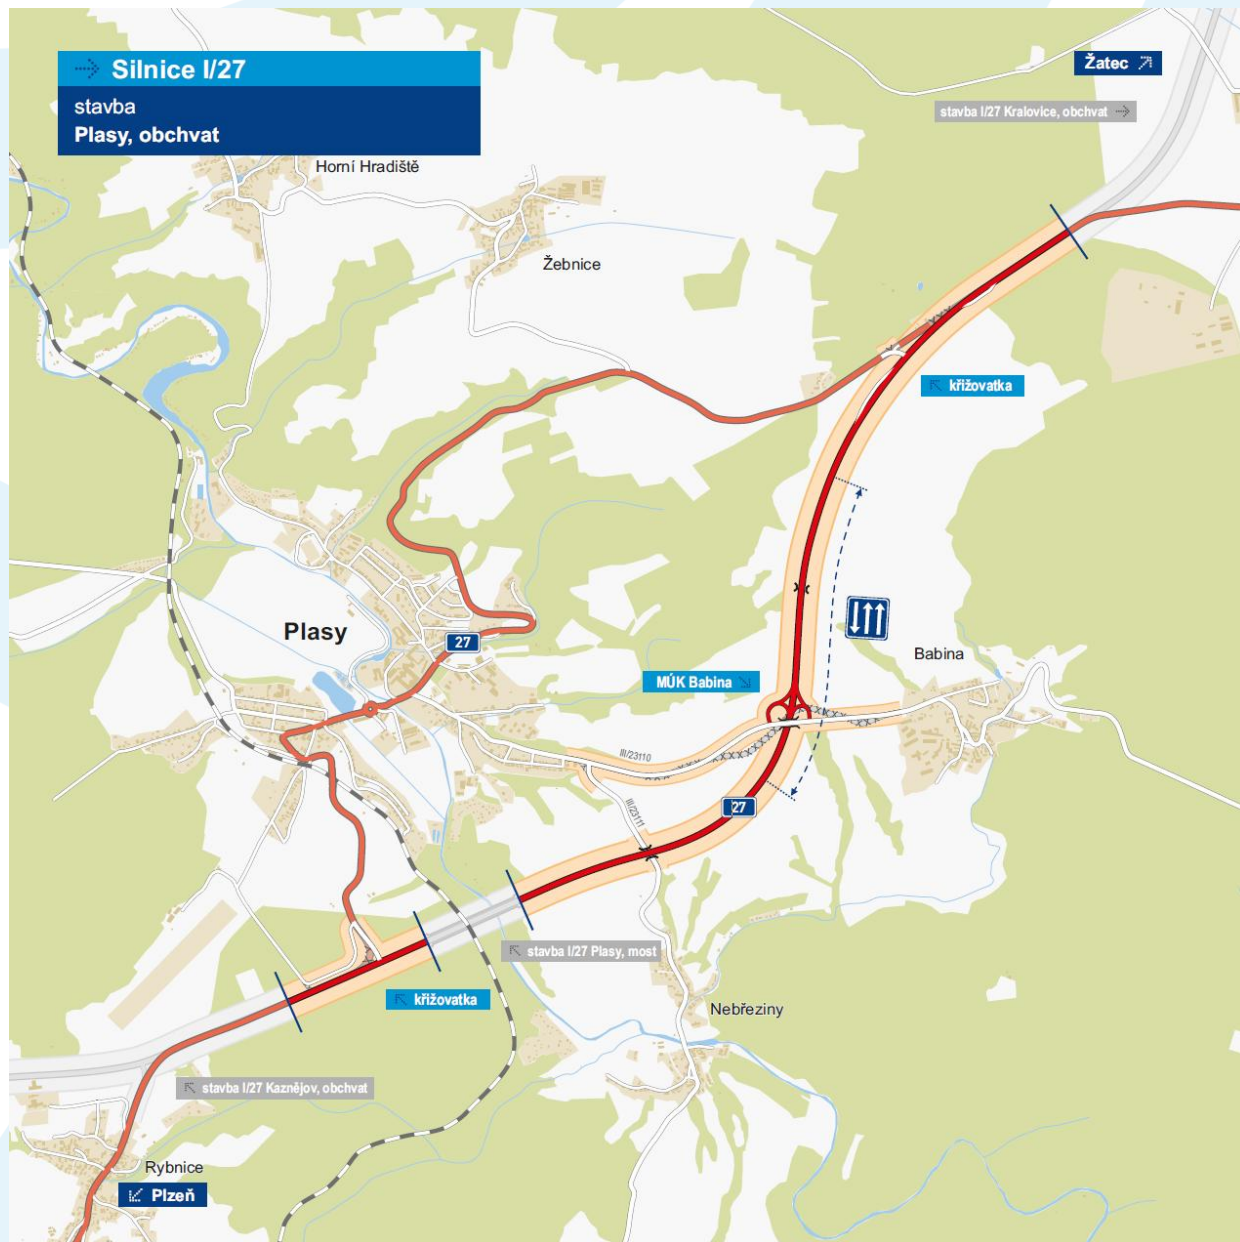 Silnice I/27
stavba
Plasy, obchvat
Žatec
stavba I/27 Kralovice, obchvat
Horní Hradiště
Žebnice
křižovatka
Plasy
27
Babina
MÚK Babina
III/23110
27
III/23111
stavba I/27 Plasy, most
křižovatka
Nebřeziny
stavba I/27 Kaznějov, obchvat
Rybnice
Plzeň